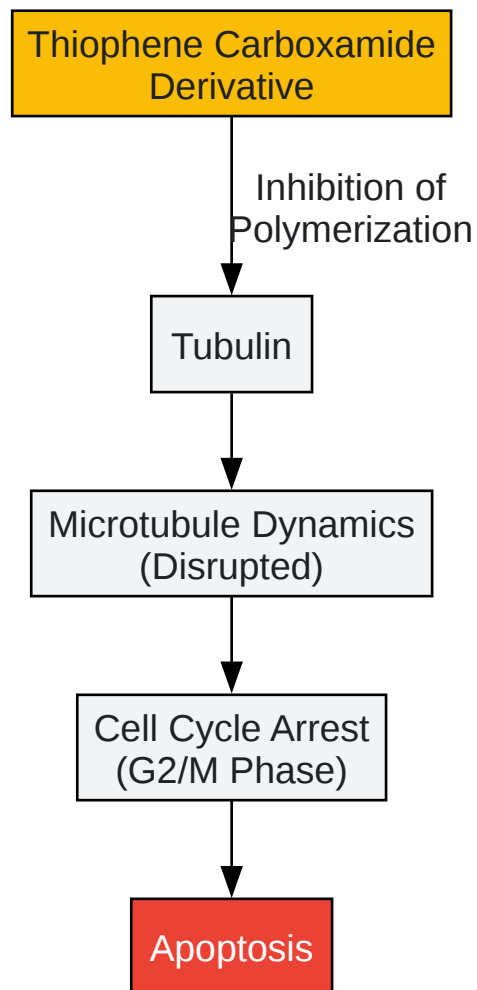 Thiophene Carboxamide
Derivative
Inhibition of
Polymerization
Tubulin
Microtubule Dynamics
(Disrupted)
Cell Cycle Arrest
(G2/M Phase)
Apoptosis